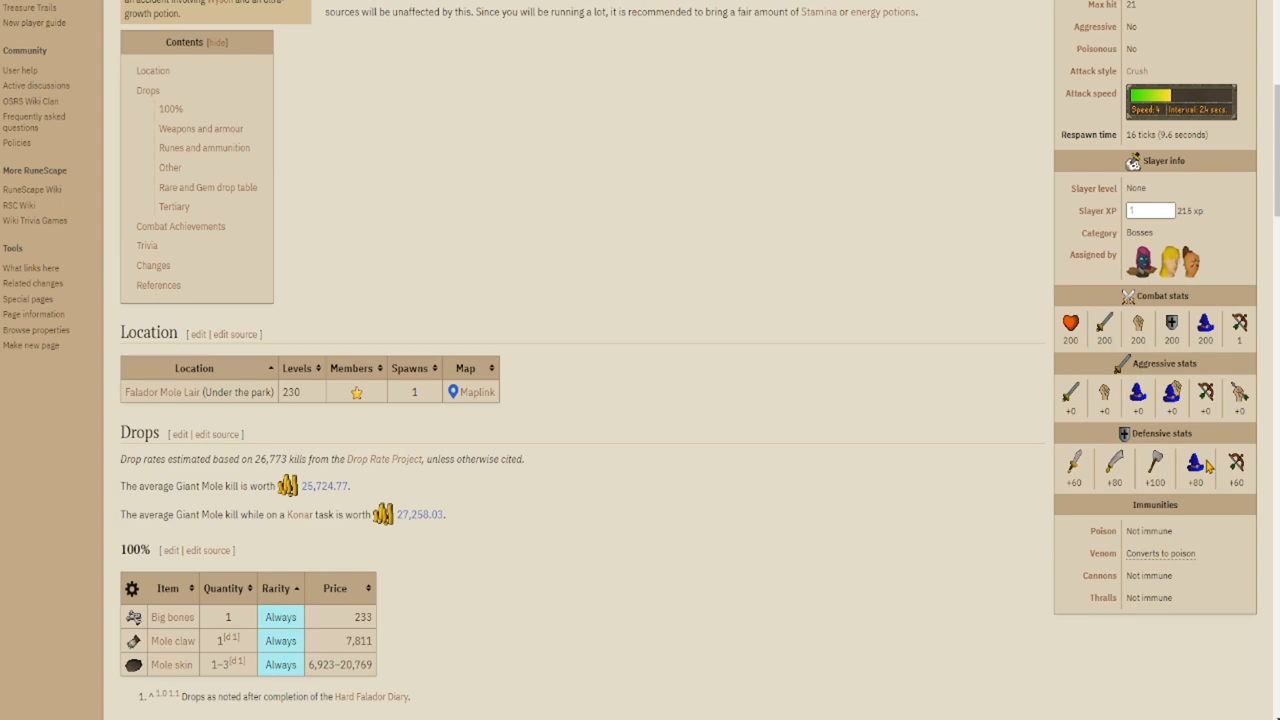 Treasure Trails
New player guide
Community
User help
Active discussions
OSRS Wiki Clan
Frequently asked
questions
Policies
More RuneScape
RuneScape Wiki
RSC Wiki
Wiki Trivia Games
Tools
What links here
Related changes
Special pages
Page information
Browse properties
Make new page
an accident involving Wyson and an ultra-
growth potion.
sources will be unaffected by this. Since you will be running a lot, it is recommended to bring a fair amount of Stamina or energy potions.
Contents [hide]
Location
Drops
100%
Weapons and armour
Runes and ammunition
Other
Rare and Gem drop table
Tertiary
Combat Achievements
Trivia
Changes
References
Location [ edit | edit source ]
Location Levels Members Spawns Map
Falador Mole Lair (Under the park) 230 1 Maplink
Drops [ edit | edit source ]
Drop rates estimated based on 26,773 kills from the Drop Rate Project, unless otherwise cited.
The average Giant Mole kill is worth 25,724.77.
The average Giant Mole kill while on a Konar task is worth 27,258.03.
100% [ edit | edit source ]
Item Quantity Rarity Price
Big bones 1 Always 233
Mole claw 1[d 1] Always 7,811
Mole skin 1–3[d 1] Always 6,923–20,769
1. ^ 1.0 1.1 Drops as noted after completion of the Hard Falador Diary.
Max hit 21
Aggressive No
Poisonous No
Attack style Crush
Attack speed Speed: 4 Interval: 2.4 secs.
Respawn time 16 ticks (9.6 seconds)
Slayer info
Slayer level None
Slayer XP 1 215 xp
Category Bosses
Assigned by
Combat stats
200 200 200 200 200 1
Aggressive stats
+0 +0 +0 +0 +0 +0
Defensive stats
+60 +80 +100 +80 +60
Immunities
Poison Not immune
Venom Converts to poison
Cannons Not immune
Thralls Not immune